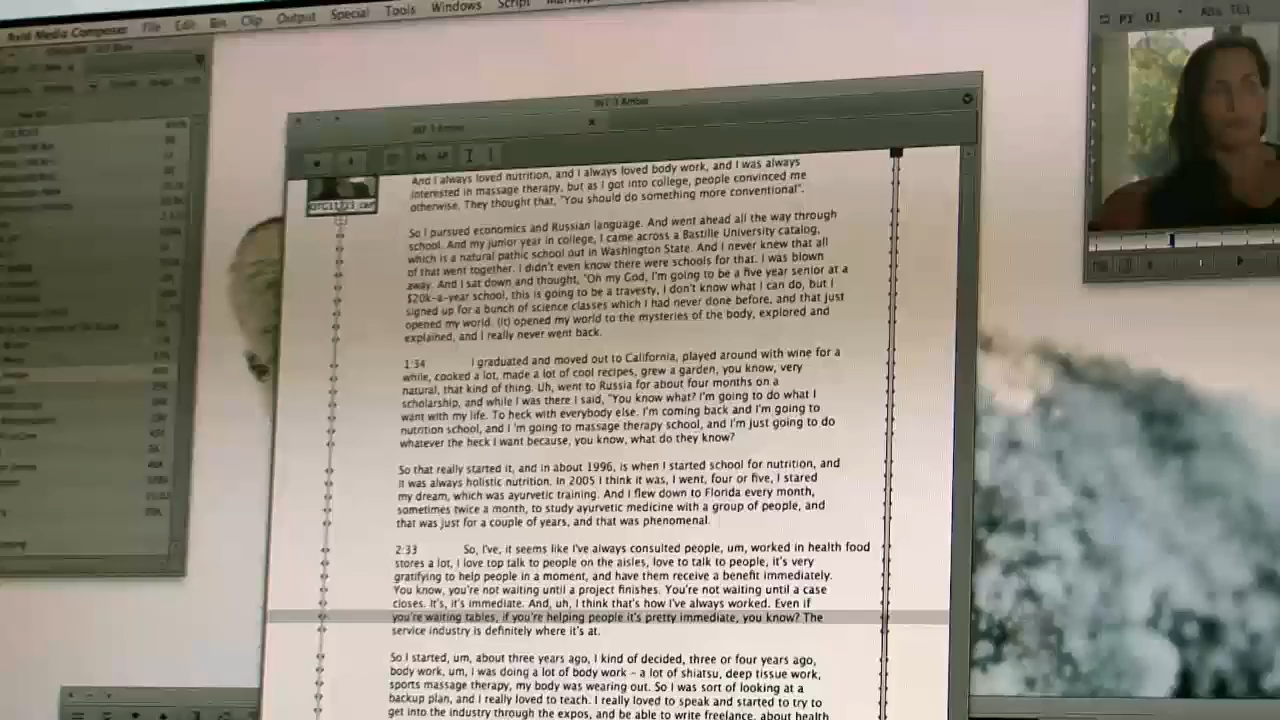 Avid Media Composer File Edit Bin Clip Output Special Tools Windows Script
And I always loved nutrition, and I always loved body work, and I was always
interested in massage therapy, but as I got into college, people convinced me
otherwise. They thought that, "You should do something more conventional".
So I pursued economics and Russian language. And went ahead all the way through
school. And my junior year in college, I came across a Bastille University catalog,
which is a natural pathic school out in Washington State. And I never knew that all
of that went together. I didn't even know there were schools for that. I was blown
away. And I sat down and thought, "Oh my God, I'm going to be a five year senior at a
$20k-a-year school, this is going to be a travesty, I don't know what I can do, but I
signed up for a bunch of science classes which I had never done before, and that just
opened my world. (It) opened my world to the mysteries of the body, explored and
explained, and I really never went back.
1:54 I graduated and moved out to California, played around with wine for a
while, cooked a lot, made a lot of cool recipes, grew a garden, you know, very
natural, that kind of thing. Uh, went to Russia for about four months on a
scholarship, and while I was there I said, "You know what? I'm going to do what I
want with my life. To heck with everybody else. I'm coming back and I'm going to
nutrition school, and I 'm going to massage therapy school, and I'm just going to do
whatever the heck I want because, you know, what do they know?
So that really started it, and in about 1996, is when I started school for nutrition, and
it was always holistic nutrition. In 2005 I think it was, I went, four or five, I stared
my dream, which was ayurvetic training. And I flew down to Florida every month,
sometimes twice a month, to study ayurvetic medicine with a group of people, and
that was just for a couple of years, and that was phenomenal.
2:33 So, I've, it seems like I've always consulted people, um, worked in health food
stores a lot, I love top talk to people on the aisles, love to talk to people, it's very
gratifying to help people in a moment, and have them receive a benefit immediately.
You know, you're not waiting until a project finishes. You're not waiting until a case
closes. It's, it's immediate. And, uh, I think that's how I've always worked. Even if
you're waiting tables, if you're helping people it's pretty immediate, you know? The
service industry is definitely where it's at.
So I started, um, about three years ago, I kind of decided, three or four years ago,
body work, um, I was doing a lot of body work – a lot of shiatsu, deep tissue work,
sports massage therapy, my body was wearing out. So I was sort of looking at a
backup plan, and I really loved to teach. I really loved to speak and started to try to
get into the industry through the expos, and be able to write freelance, about health